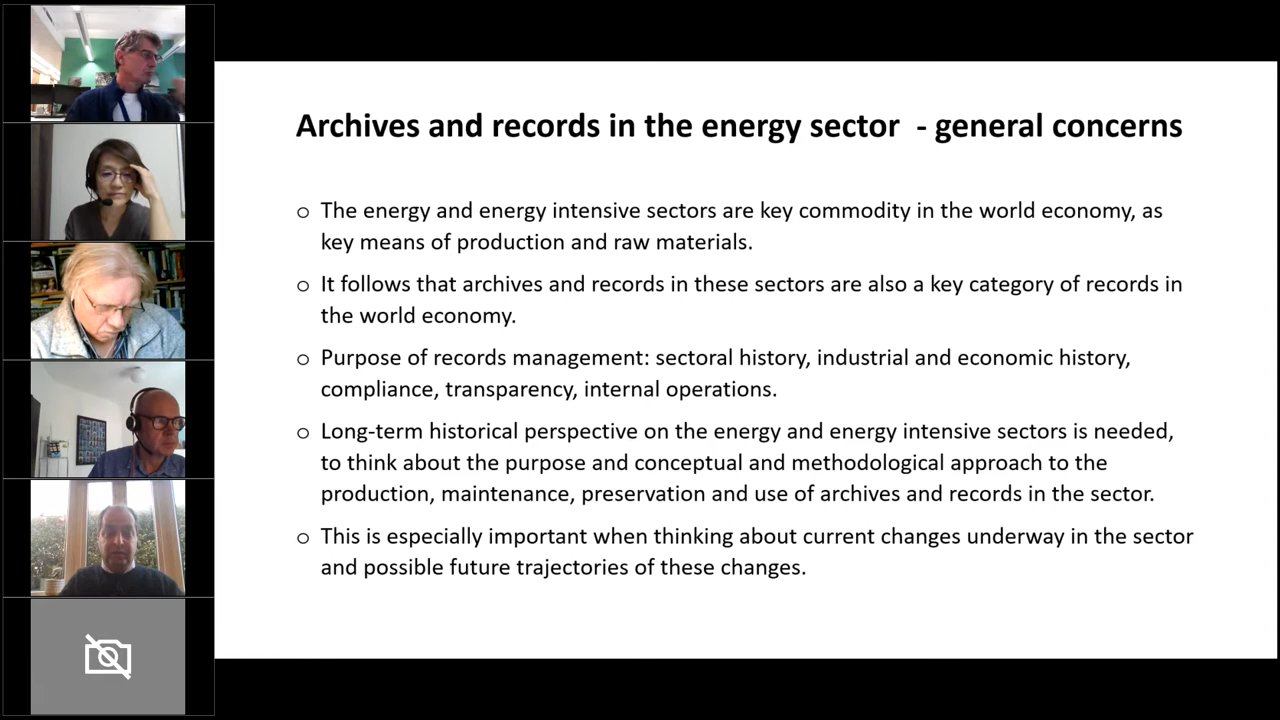 Archives and records in the energy sector - general concerns
o The energy and energy intensive sectors are key commodity in the world economy, as
key means of production and raw materials.
o It follows that archives and records in these sectors are also a key category of records in
the world economy.
o Purpose of records management: sectoral history, industrial and economic history,
compliance, transparency, internal operations.
o Long-term historical perspective on the energy and energy intensive sectors is needed,
to think about the purpose and conceptual and methodological approach to the
production, maintenance, preservation and use of archives and records in the sector.
o This is especially important when thinking about current changes underway in the sector
and possible future trajectories of these changes.